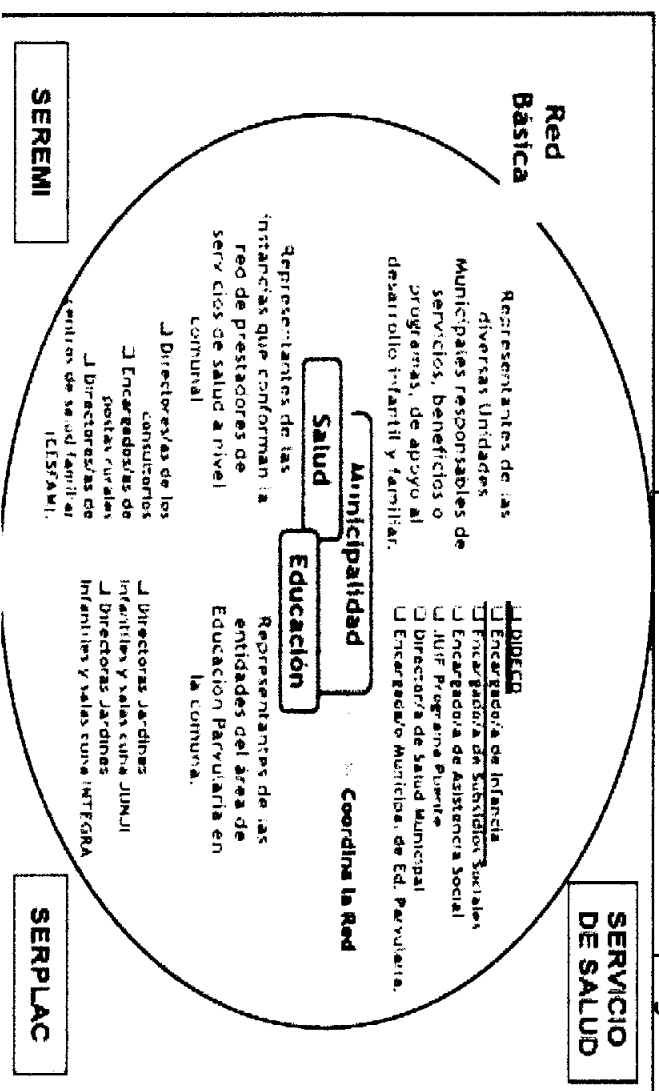 Red
Básica
SERVICIO
DE SALUD
Representantes de las
diversas Unidades
Municipales responsables de
servicios, beneficios o
programas, de apoyo al
desarrollo infantil y familiar.
❑ DIDECO
❑ Encargado/a de Infancia
❑ Encargado/a de Subsidios Sociales
❑ Encargado/a de Asistencia Social
❑ JUIF Programa Puente
❑ Director/a de Salud Municipal
❑ Encargada/o Municipal de Ed. Parvularia.
Municipalidad
Coordina la Red
Salud
Educación
Representantes de las
instancias que conforman la
red de prestadores de
servicios de salud a nivel
comunal
❑ Directores/as de los
consultorios
❑ Encargados/as de
postas rurales
❑ Directores/as de
centros de salud familiar
(CESFAM).
Representantes de las
entidades del área de
Educación Parvularia en
la comuna.
❑ Directoras Jardines
Infantiles y salas cuna JUNJI
❑ Directoras Jardines
Infantiles y salas cuna INTEGRA
SEREMI
SERPLAC